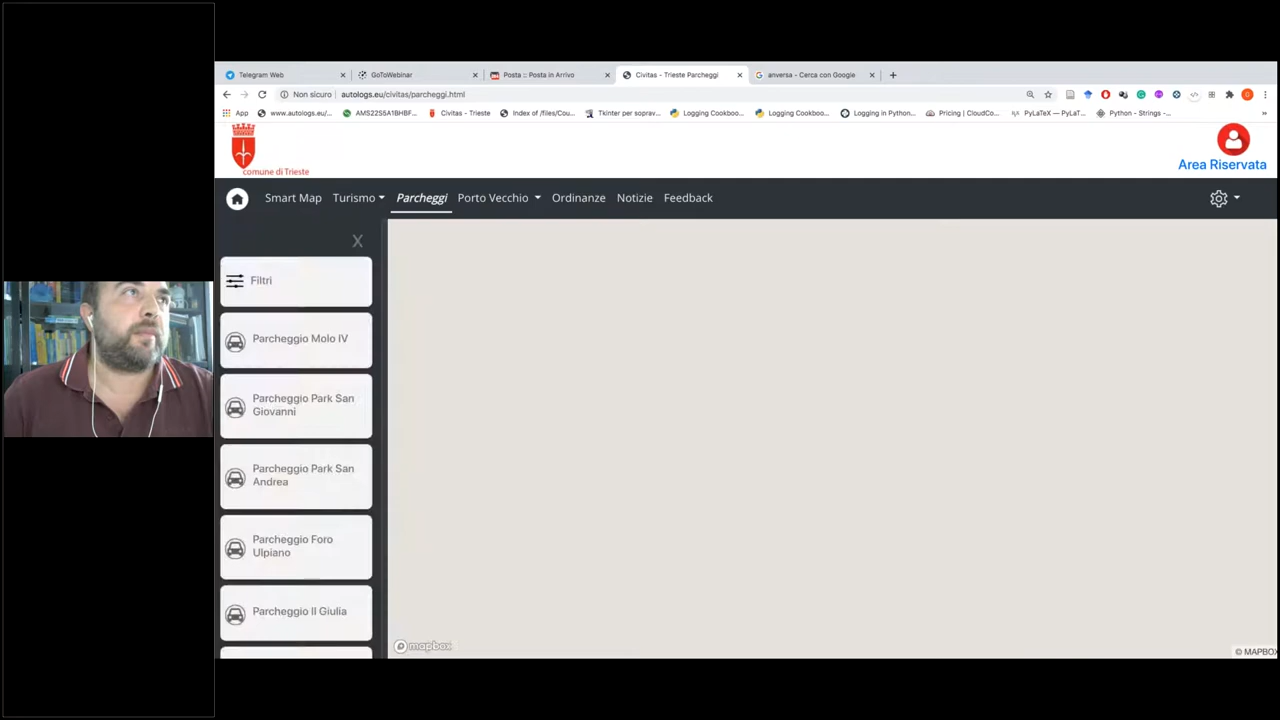 Telegram Web
GoToWebinar
Posta :: Posta in Arrivo
Civitas - Trieste Parcheggi
anversa - Cerca con Google
Non sicuro
autologs.eu/civitas/parcheggi.html
App
www.autologs.eu/...
AMS22S5A1BHBF...
Civitas - Trieste
Index of /files/Cou...
Tkinter per soprav...
Logging Cookboo...
Logging Cookboo...
Logging in Python...
Pricing | CloudCo...
PyLaTeX — PyLaT...
Python - Strings -...
comune di Trieste
Area Riservata
Smart Map
Turismo
Parcheggi
Porto Vecchio
Ordinanze
Notizie
Feedback
X
Filtri
Parcheggio Molo IV
Parcheggio Park San
Giovanni
Parcheggio Park San
Andrea
Parcheggio Foro
Ulpiano
Parcheggio Il Giulia
mapbox
© MAPBOX